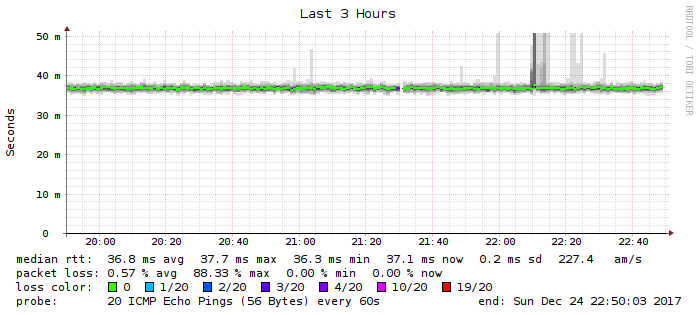 Last 3 Hours
RRDTOOL / TOBI OETIKER
Seconds
50 m
40 m
30 m
20 m
10 m
0
20:00 20:20 20:40 21:00 21:20 21:40 22:00 22:20 22:40
median rtt: 36.8 ms avg 37.7 ms max 36.3 ms min 37.1 ms now 0.2 ms sd 227.4 am/s
packet loss: 0.57 % avg 88.33 % max 0.00 % min 0.00 % now
loss color: 0 1/20 2/20 3/20 4/20 10/20 19/20
probe: 20 ICMP Echo Pings (56 Bytes) every 60s end: Sun Dec 24 22:50:03 2017